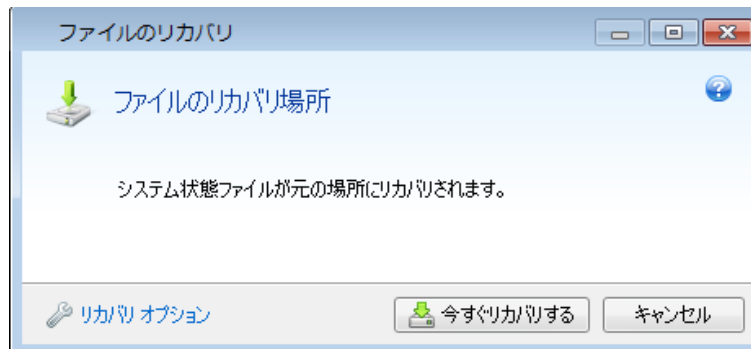 ファイルのリカバリ
ファイルのリカバリ場所
システム状態ファイルが元の場所にリカバリされます。
リカバリ オプション
今すぐリカバリする
キャンセル